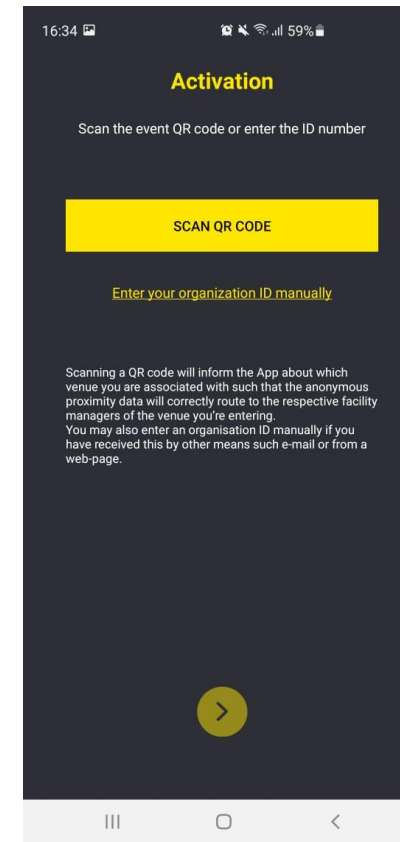 16:34 59%
Activation
Scan the event QR code or enter the ID number
SCAN QR CODE
Enter your organization ID manually
Scanning a QR code will inform the App about which
venue you are associated with such that the anonymous
proximity data will correctly route to the respective facility
managers of the venue you're entering.
You may also enter an organisation ID manually if you
have received this by other means such e-mail or from a
web-page.